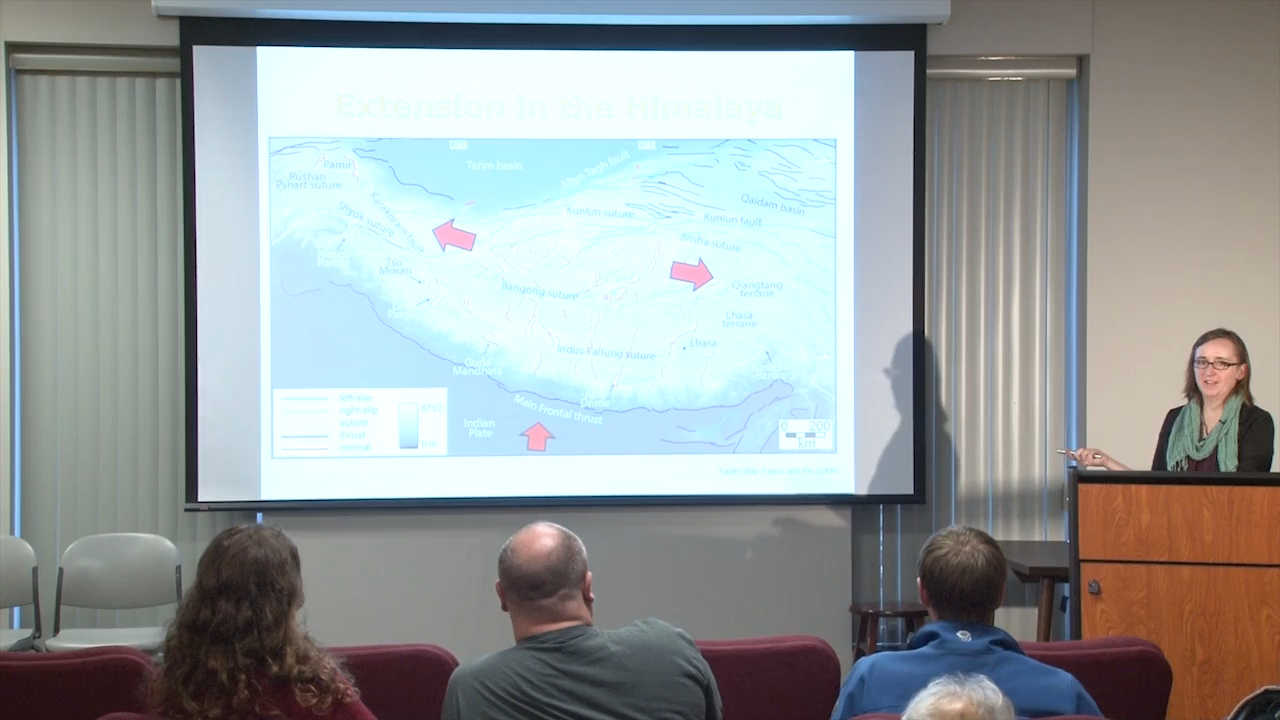 Extension in the Himalaya
Pamir
Tarim basin
Altyn Tagh fault
Rushan
Pshart suture
Karakoram fault
Shyok suture
Qaidam basin
Kunlun suture
Kunlun fault
Jinsha suture
Tso
Morari
Bangong suture
Qiangtang
terrane
Lhasa
terrane
Lhasa
Indus Yalfung suture
Mandhata
Main Frontal thrust
Indian
Plate
left-slip
right-slip
suture
thrust
normal
0 m
0 200
km